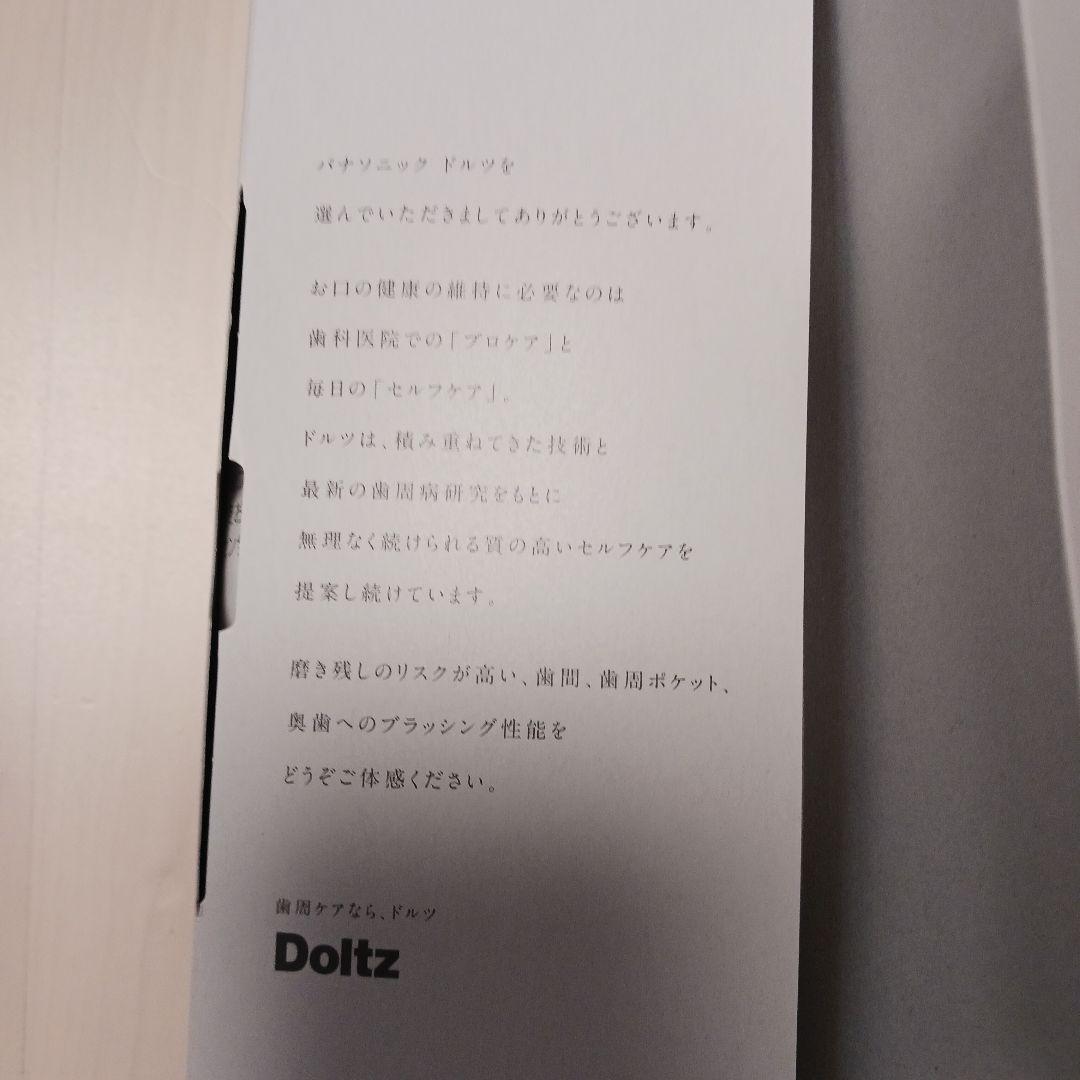 パナソニック ドルツを
選んでいただきましてありがとうございます。
お口の健康の維持に必要なのは
歯科医院での「プロケア」と
毎日の「セルフケア」。
ドルツは、積み重ねてきた技術と
最新の歯周病研究をもとに
無理なく続けられる質の高いセルフケアを
提案し続けています。
磨き残しのリスクが高い、歯間、歯周ポケット、
奥歯へのブラッシング性能を
どうぞご体感ください。
歯周ケアなら、ドルツ
Doltz